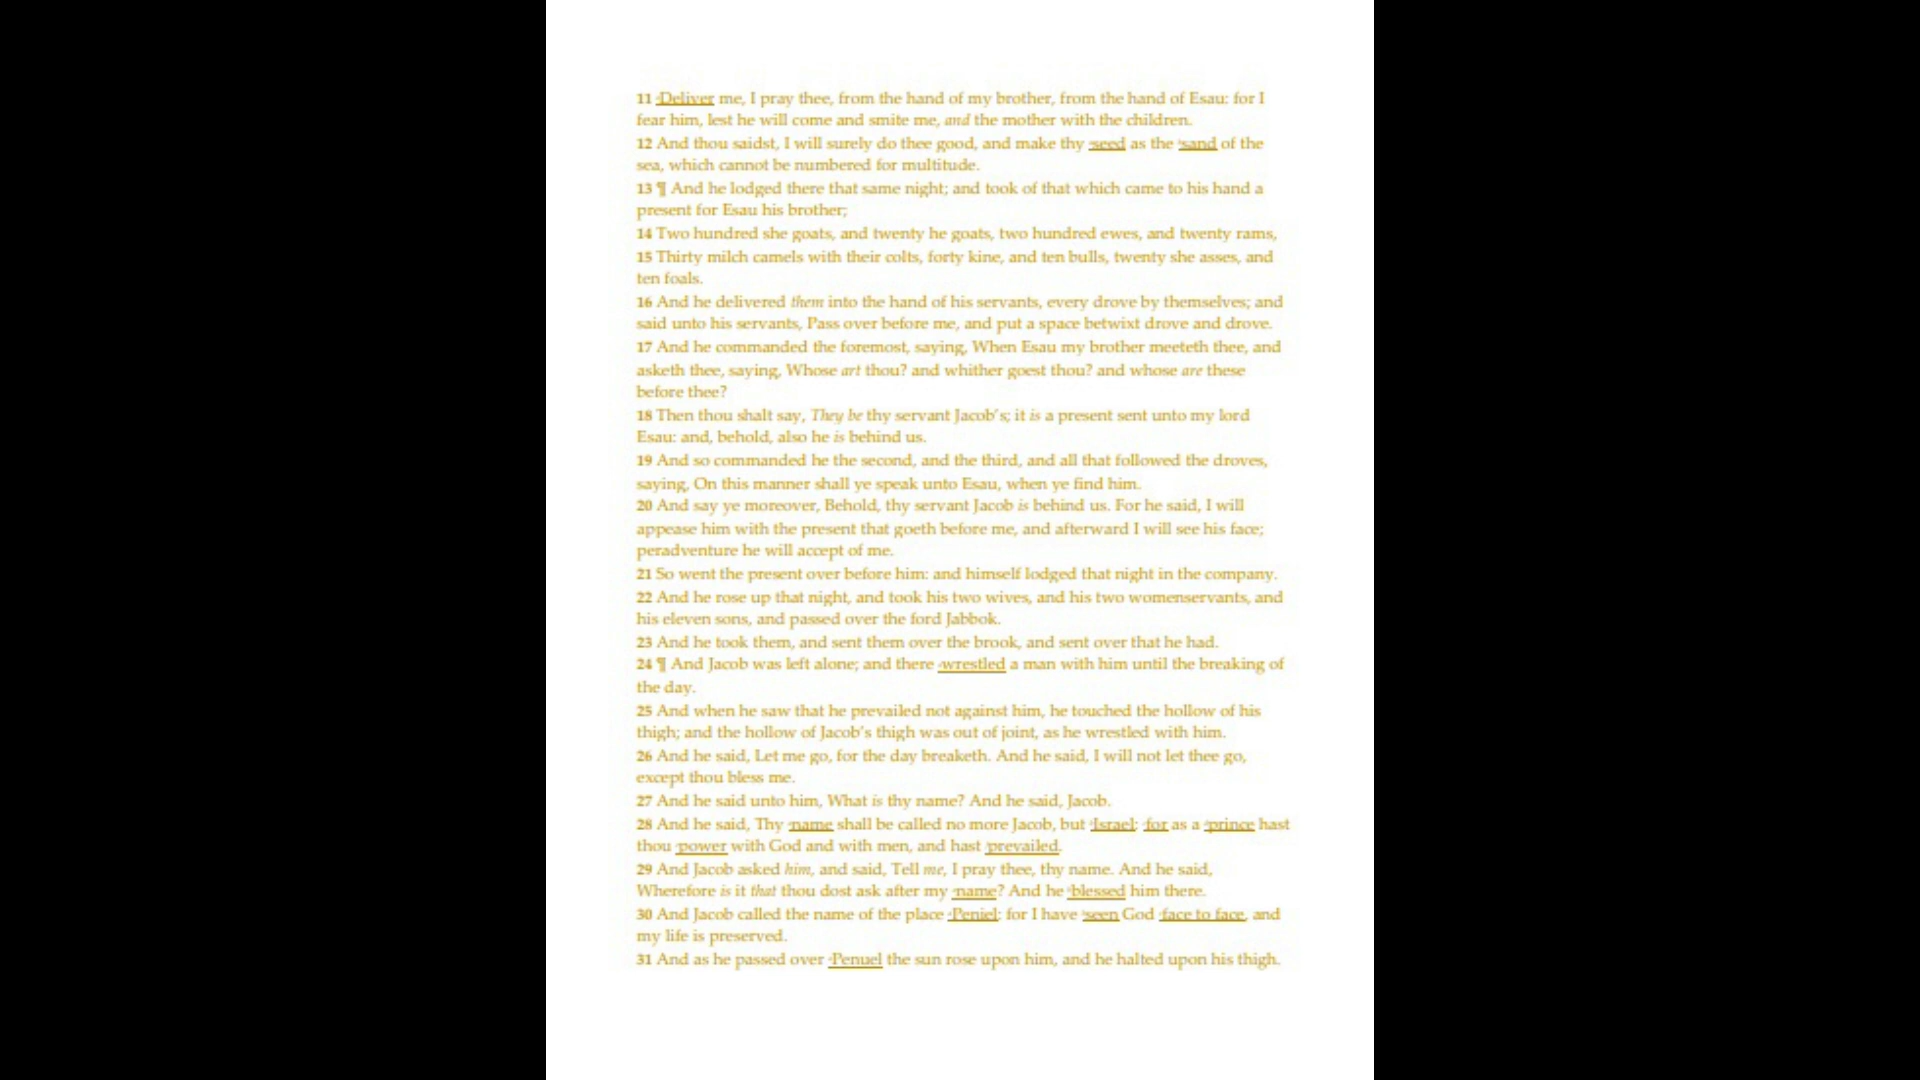 11 Deliver me, I pray thee, from the hand of my brother, from the hand of Esau: for I
fear him, lest he will come and smite me, and the mother with the children.
12 And thou saidst, I will surely do thee good, and make thy seed as the sand of the
sea, which cannot be numbered for multitude.
13 ¶ And he lodged there that same night; and took of that which came to his hand a
present for Esau his brother;
14 Two hundred she goats, and twenty he goats, two hundred ewes, and twenty rams,
15 Thirty milch camels with their colts, forty kine, and ten bulls, twenty she asses, and
ten foals.
16 And he delivered them into the hand of his servants, every drove by themselves; and
said unto his servants, Pass over before me, and put a space betwixt drove and drove.
17 And he commanded the foremost, saying, When Esau my brother meeteth thee, and
asketh thee, saying, Whose art thou? and whither goest thou? and whose are these
before thee?
18 Then thou shalt say, They be thy servant Jacob's; it is a present sent unto my lord
Esau: and, behold, also he is behind us.
19 And so commanded he the second, and the third, and all that followed the droves,
saying, On this manner shall ye speak unto Esau, when ye find him.
20 And say ye moreover, Behold, thy servant Jacob is behind us. For he said, I will
appease him with the present that goeth before me, and afterward I will see his face;
peradventure he will accept of me.
21 So went the present over before him: and himself lodged that night in the company.
22 And he rose up that night, and took his two wives, and his two womenservants, and
his eleven sons, and passed over the ford Jabbok.
23 And he took them, and sent them over the brook, and sent over that he had.
24 ¶ And Jacob was left alone; and there wrestled a man with him until the breaking of
the day.
25 And when he saw that he prevailed not against him, he touched the hollow of his
thigh; and the hollow of Jacob's thigh was out of joint, as he wrestled with him.
26 And he said, Let me go, for the day breaketh. And he said, I will not let thee go,
except thou bless me.
27 And he said unto him, What is thy name? And he said, Jacob.
28 And he said, Thy name shall be called no more Jacob, but Israel: for as a prince hast
thou power with God and with men, and hast prevailed.
29 And Jacob asked him, and said, Tell me, I pray thee, thy name. And he said,
Wherefore is it that thou dost ask after my name? And he blessed him there.
30 And Jacob called the name of the place Peniel: for I have seen God face to face, and
my life is preserved.
31 And as he passed over Penuel the sun rose upon him, and he halted upon his thigh.